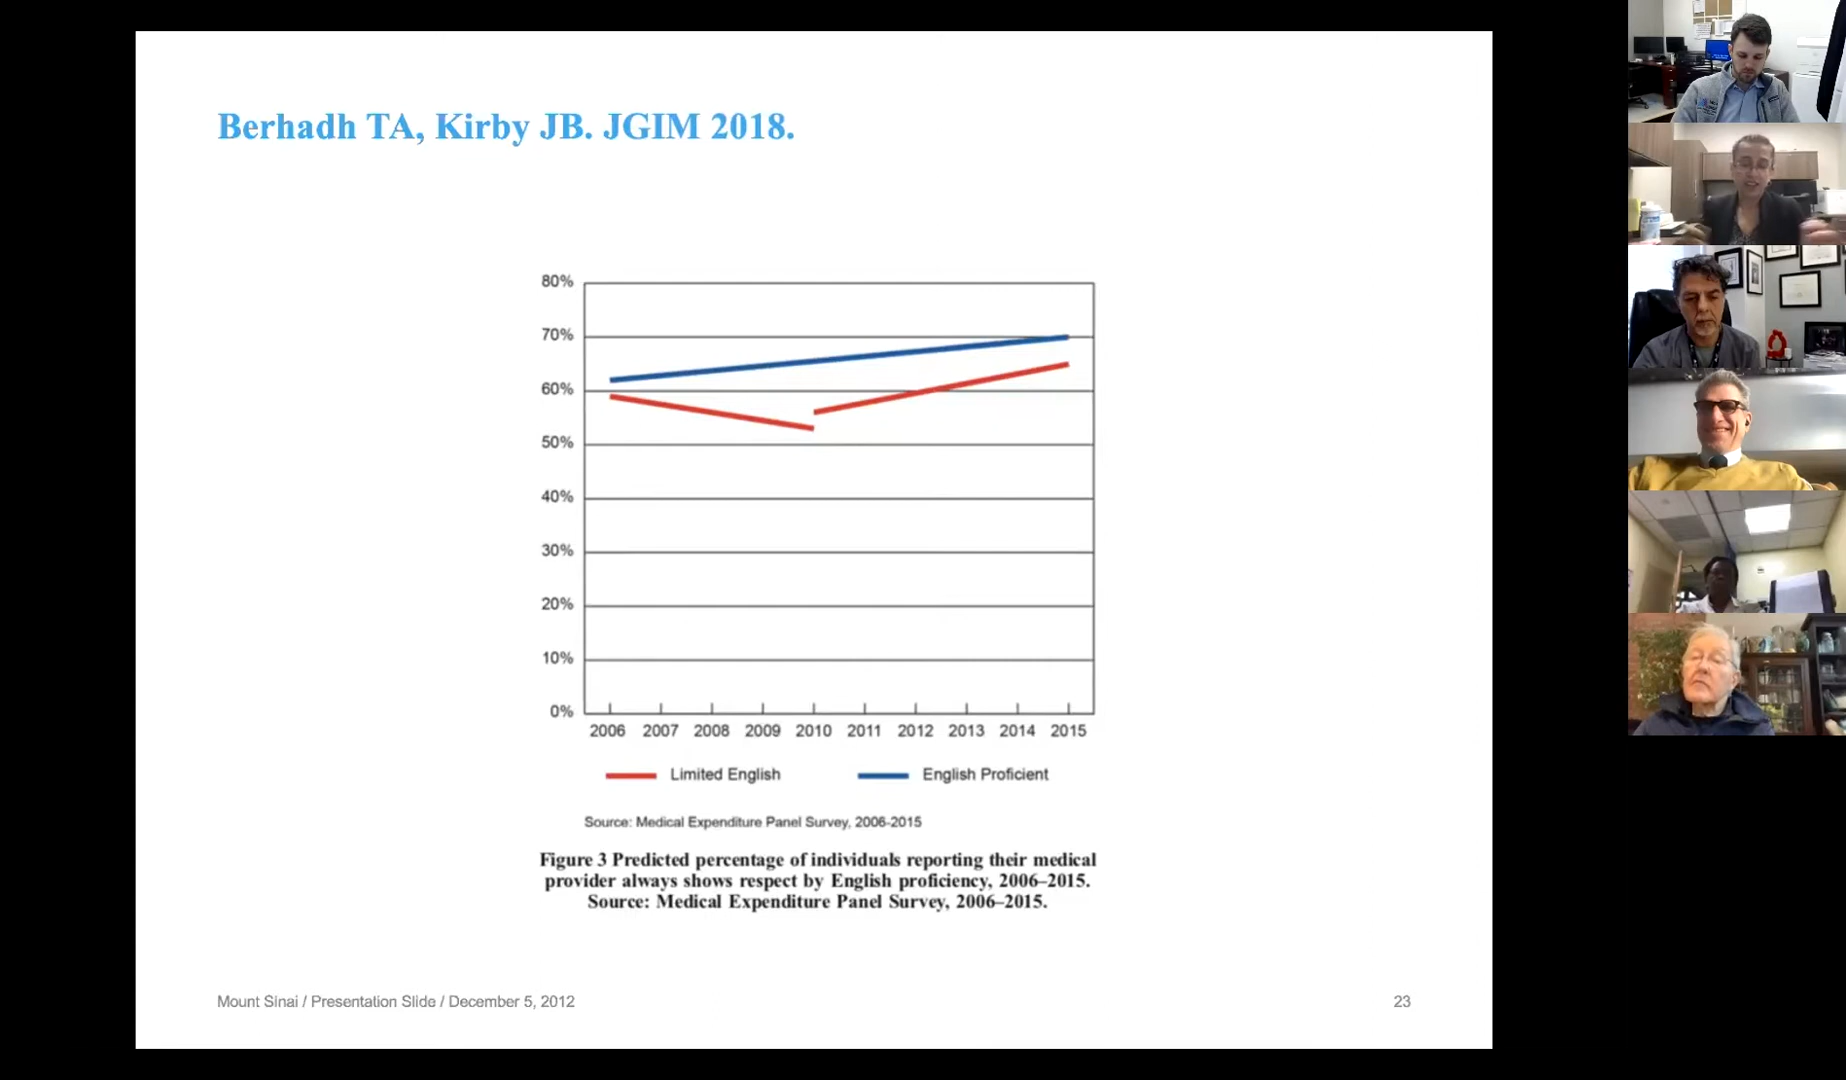 Berhadh TA, Kirby JB. JGIM 2018.
80%
70%
60%
50%
40%
30%
20%
10%
0%
2006 2007 2008 2009 2010 2011 2012 2013 2014 2015
Limited English English Proficient
Source: Medical Expenditure Panel Survey, 2006-2015
Figure 3 Predicted percentage of individuals reporting their medical
provider always shows respect by English proficiency, 2006–2015.
Source: Medical Expenditure Panel Survey, 2006–2015.
Mount Sinai / Presentation Slide / December 5, 2012 23